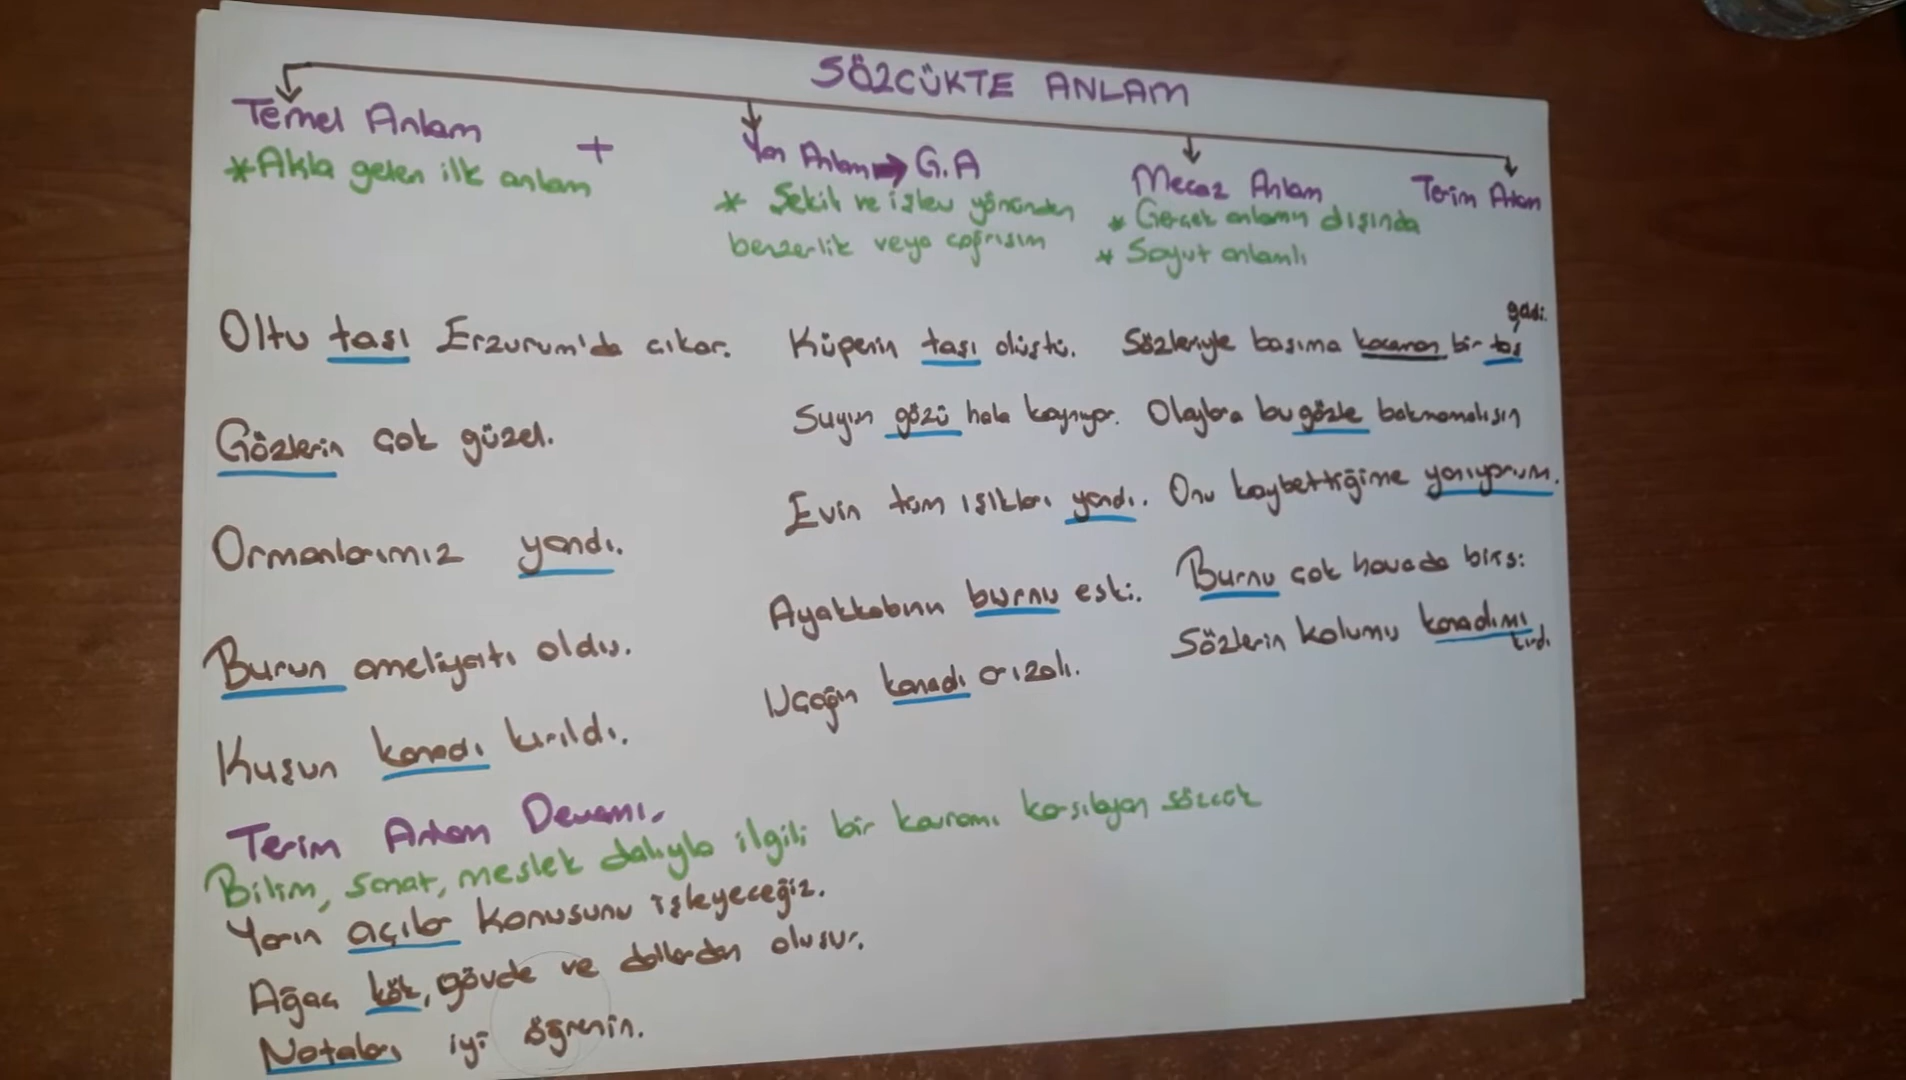 SÖZCÜKTE ANLAM
Temel Anlam +
*Akla gelen ilk anlam
Yan Anlam → G.A
* Şekil ve işlev yönünden
benzerlik veya çağrışım
Mecaz Anlam
* Gerçek anlamın dışında
* Soyut anlamlı
Terim Anlam
Oltu taşı Erzurum'da çıkar.
Gözlerin çok güzel.
Ormanlarımız yandı.
Burun ameliyatı oldu.
Kuşun kanadı kırıldı.
Küpenin taşı düştü.
Suyun gözü hala kaynıyor.
Evin tüm ışıkları yandı.
Ayakkabının burnu eski.
Uçağın kanadı arızalı.
Sözleriyle başıma kocaman bir taş
Olaylara bu gözle bakmamalısın
Onu kaybettiğime yanıyorum.
Burnu çok havada birisi
Sözlerin kolumu kanadımı
kırdı.
Terim Anlam Devamı.
Bilim, sanat, meslek dalıyla ilgili bir kavramı karşılayan sözcük
Yarın açılar konusunu işleyeceğiz.
Ağaç kök, gövde ve dallardan oluşur.
Notaları iyi öğrenin.